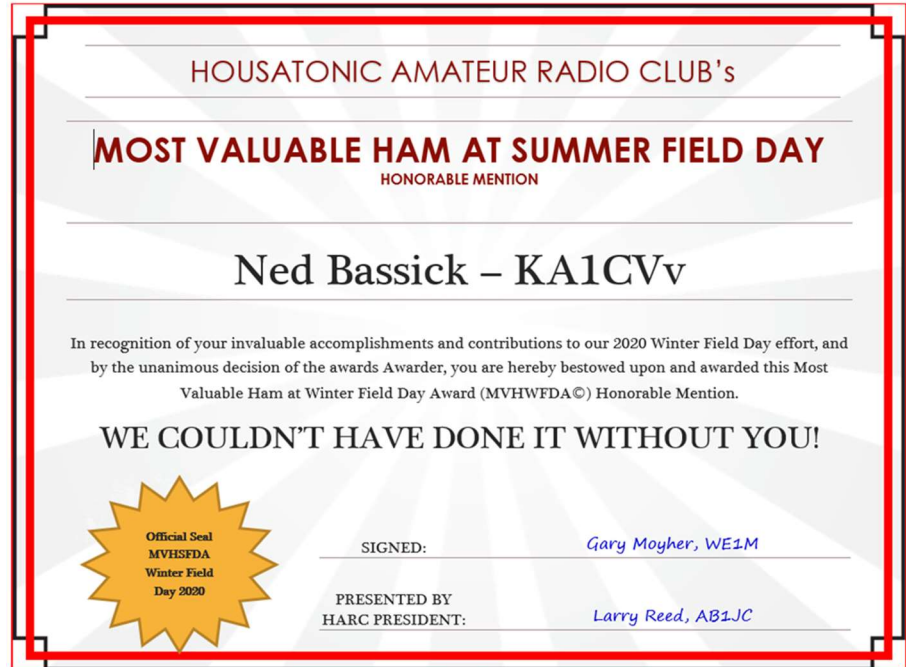 HOUSATONIC AMATEUR RADIO CLUB's
MOST VALUABLE HAM AT SUMMER FIELD DAY
HONORABLE MENTION
Ned Bassick – KA1CVv
In recognition of your invaluable accomplishments and contributions to our 2020 Winter Field Day effort, and
by the unanimous decision of the awards Awarder, you are hereby bestowed upon and awarded this Most
Valuable Ham at Winter Field Day Award (MVHWFDA©) Honorable Mention.
WE COULDN'T HAVE DONE IT WITHOUT YOU!
Official Seal
MVHSFDA
Winter Field
Day 2020
SIGNED:
Gary Moyher, WE1M
PRESENTED BY
HARC PRESIDENT:
Larry Reed, AB1JC